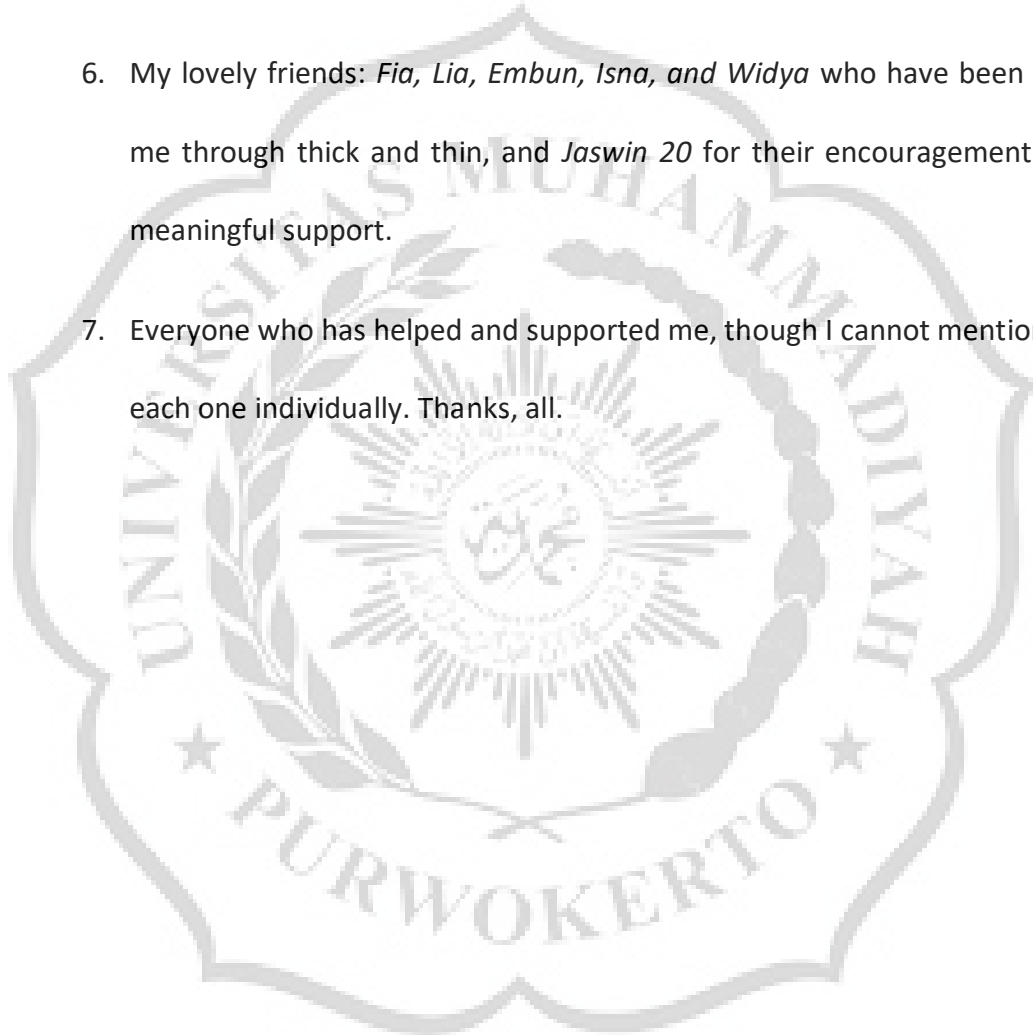 6. My lovely friends: Fia, Lia, Embun, Isna, and Widya who have been
me through thick and thin, and Jaswin 20 for their encouragement
meaningful support.
7. Everyone who has helped and supported me, though I cannot mentio
each one individually. Thanks, all.
UNIVERSITAS MUHAMMADIYAH
PURWOKERTO